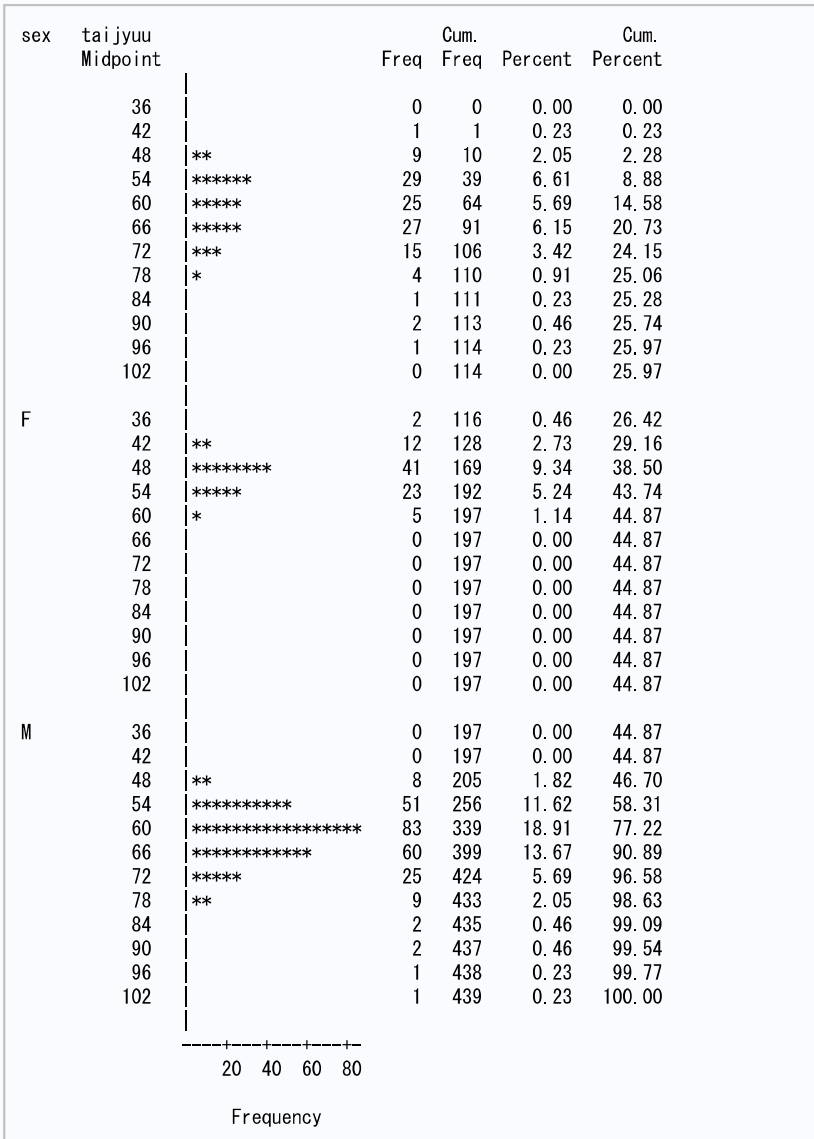 sex taijyuu Cum. Cum.
Midpoint Freq Freq Percent Percent
36 0 0 0.00 0.00
42 1 1 0.23 0.23
48 ** 9 10 2.05 2.28
54 ****** 29 39 6.61 8.88
60 ***** 25 64 5.69 14.58
66 ***** 27 91 6.15 20.73
72 *** 15 106 3.42 24.15
78 * 4 110 0.91 25.06
84 1 111 0.23 25.28
90 2 113 0.46 25.74
96 1 114 0.23 25.97
102 0 114 0.00 25.97
F 36 2 116 0.46 26.42
42 ** 12 128 2.73 29.16
48 ******** 41 169 9.34 38.50
54 ***** 23 192 5.24 43.74
60 * 5 197 1.14 44.87
66 0 197 0.00 44.87
72 0 197 0.00 44.87
78 0 197 0.00 44.87
84 0 197 0.00 44.87
90 0 197 0.00 44.87
96 0 197 0.00 44.87
102 0 197 0.00 44.87
M 36 0 197 0.00 44.87
42 0 197 0.00 44.87
48 ** 8 205 1.82 46.70
54 ********** 51 256 11.62 58.31
60 ***************** 83 339 18.91 77.22
66 ************ 60 399 13.67 90.89
72 ***** 25 424 5.69 96.58
78 ** 9 433 2.05 98.63
84 2 435 0.46 99.09
90 2 437 0.46 99.54
96 1 438 0.23 99.77
102 1 439 0.23 100.00
----+---+---+---+-
20 40 60 80
Frequency